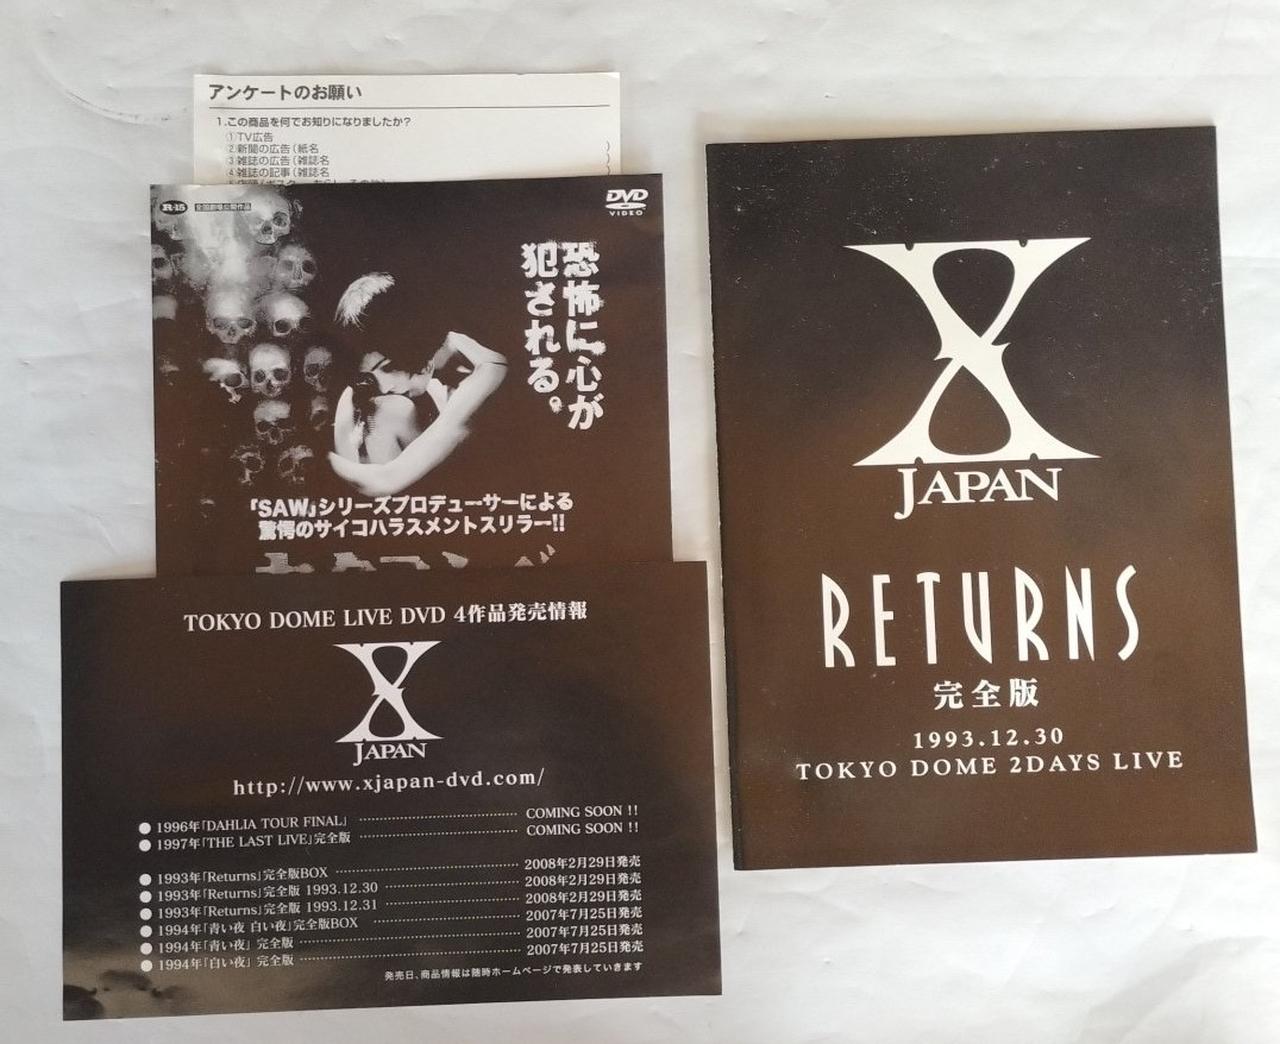 アンケートのお願い
1.この商品を何でお知りになりましたか?
①TV広告
②新聞の広告(紙名
③雑誌の広告(雑誌名
④雑誌の記事(雑誌名
R-15 全国劇場公開作品
DVD
VIDEO
恐怖に心が
犯される。
「SAW」シリーズプロデューサーによる
驚愕のサイコハラスメントスリラー!!
TOKYO DOME LIVE DVD 4作品発売情報
X
JAPAN
http://www.xjapan-dvd.com/
●1996年「DAHLIA TOUR FINAL」 COMING SOON !!
●1997年「THE LAST LIVE」完全版 COMING SOON !!
●1993年「Returns」完全版BOX 2008年2月29日発売
●1993年「Returns」完全版 1993.12.30 2008年2月29日発売
●1993年「Returns」完全版 1993.12.31 2008年2月29日発売
●1994年「青い夜 白い夜」完全版BOX 2007年7月25日発売
●1994年「青い夜」 完全版 2007年7月25日発売
●1994年「白い夜」 完全版 2007年7月25日発売
発売日、商品情報は随時ホームページで発表していきます
X
JAPAN
RETURNS
完全版
1993.12.30
TOKYO DOME 2DAYS LIVE